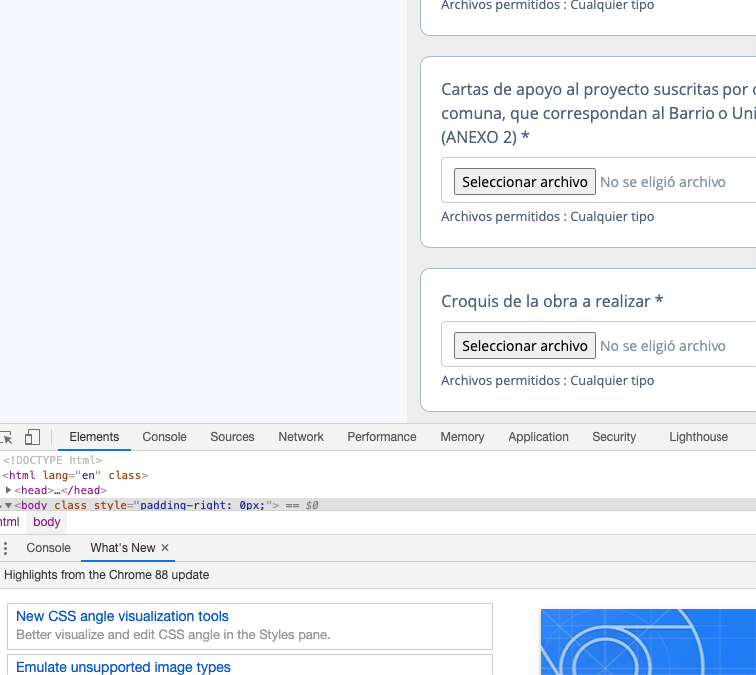 Archivos permitidos : Cualquier tipo
Cartas de apoyo al proyecto suscritas por
comuna, que correspondan al Barrio o Uni
(ANEXO 2) *
Seleccionar archivo No se eligió archivo
Archivos permitidos : Cualquier tipo
Croquis de la obra a realizar *
Seleccionar archivo No se eligió archivo
Archivos permitidos : Cualquier tipo
Elements Console Sources Network Performance Memory Application Security Lighthouse
<!DOCTYPE html>
<html lang="en" class>
<head>…</head>
<body class style="padding-right: 0px;"> == $0
html body
Console What's New ×
Highlights from the Chrome 88 update
New CSS angle visualization tools
Better visualize and edit CSS angle in the Styles pane.
Emulate unsupported image types